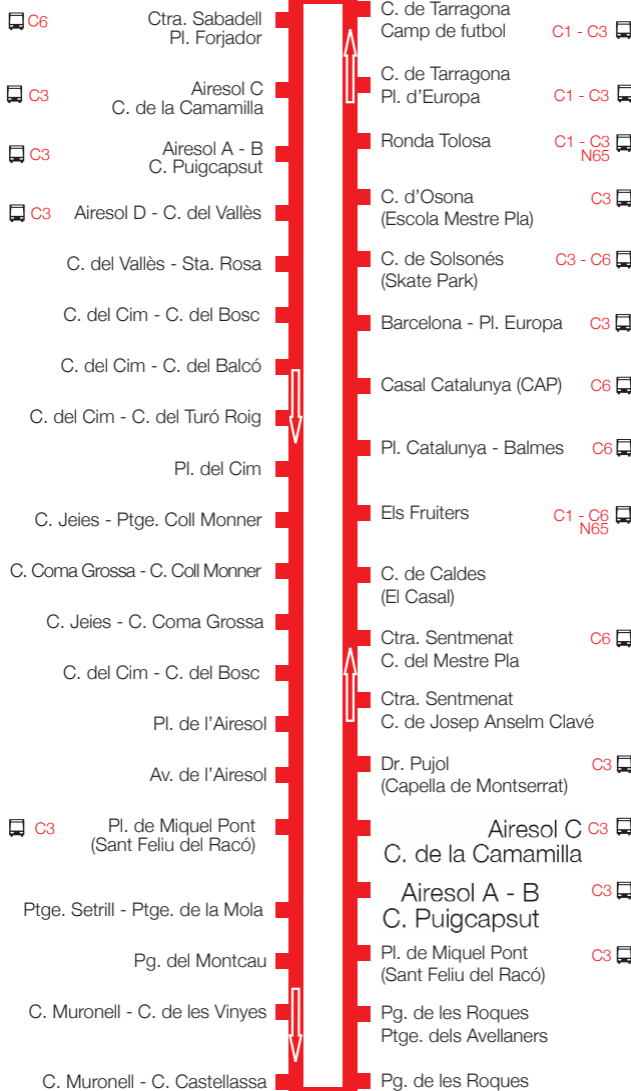 C6
Ctra. Sabadell
Pl. Forjador
C3
Airesol C
C. de la Camamilla
C3
Airesol A - B
C. Puigcapsut
C3
Airesol D - C. del Vallès
C. del Vallès - Sta. Rosa
C. del Cim - C. del Bosc
C. del Cim - C. del Balcó
C. del Cim - C. del Turó Roig
Pl. del Cim
C. Jeies - Ptge. Coll Monner
C. Coma Grossa - C. Coll Monner
C. Jeies - C. Coma Grossa
C. del Cim - C. del Bosc
Pl. de l'Airesol
Av. de l'Airesol
C3
Pl. de Miquel Pont
(Sant Feliu del Racó)
Ptge. Setrill - Ptge. de la Mola
Pg. del Montcau
C. Muronell - C. de les Vinyes
C. Muronell - C. Castellassa
C. de Tarragona
Camp de futbol
C1 - C3
C. de Tarragona
Pl. d'Europa
C1 - C3
Ronda Tolosa
C1 - C3
N65
C. d'Osona
(Escola Mestre Pla)
C3
C. de Solsonés
(Skate Park)
C3 - C6
Barcelona - Pl. Europa
C3
Casal Catalunya (CAP)
C6
Pl. Catalunya - Balmes
C6
Els Fruiters
C1 - C6
N65
C. de Caldes
(El Casal)
Ctra. Sentmenat
C. del Mestre Pla
C6
Ctra. Sentmenat
C. de Josep Anselm Clavé
Dr. Pujol
(Capella de Montserrat)
C3
Airesol C
C. de la Camamilla
C3
Airesol A - B
C. Puigcapsut
C3
Pl. de Miquel Pont
(Sant Feliu del Racó)
C3
Pg. de les Roques
Ptge. dels Avellaners
Pg. de les Roques